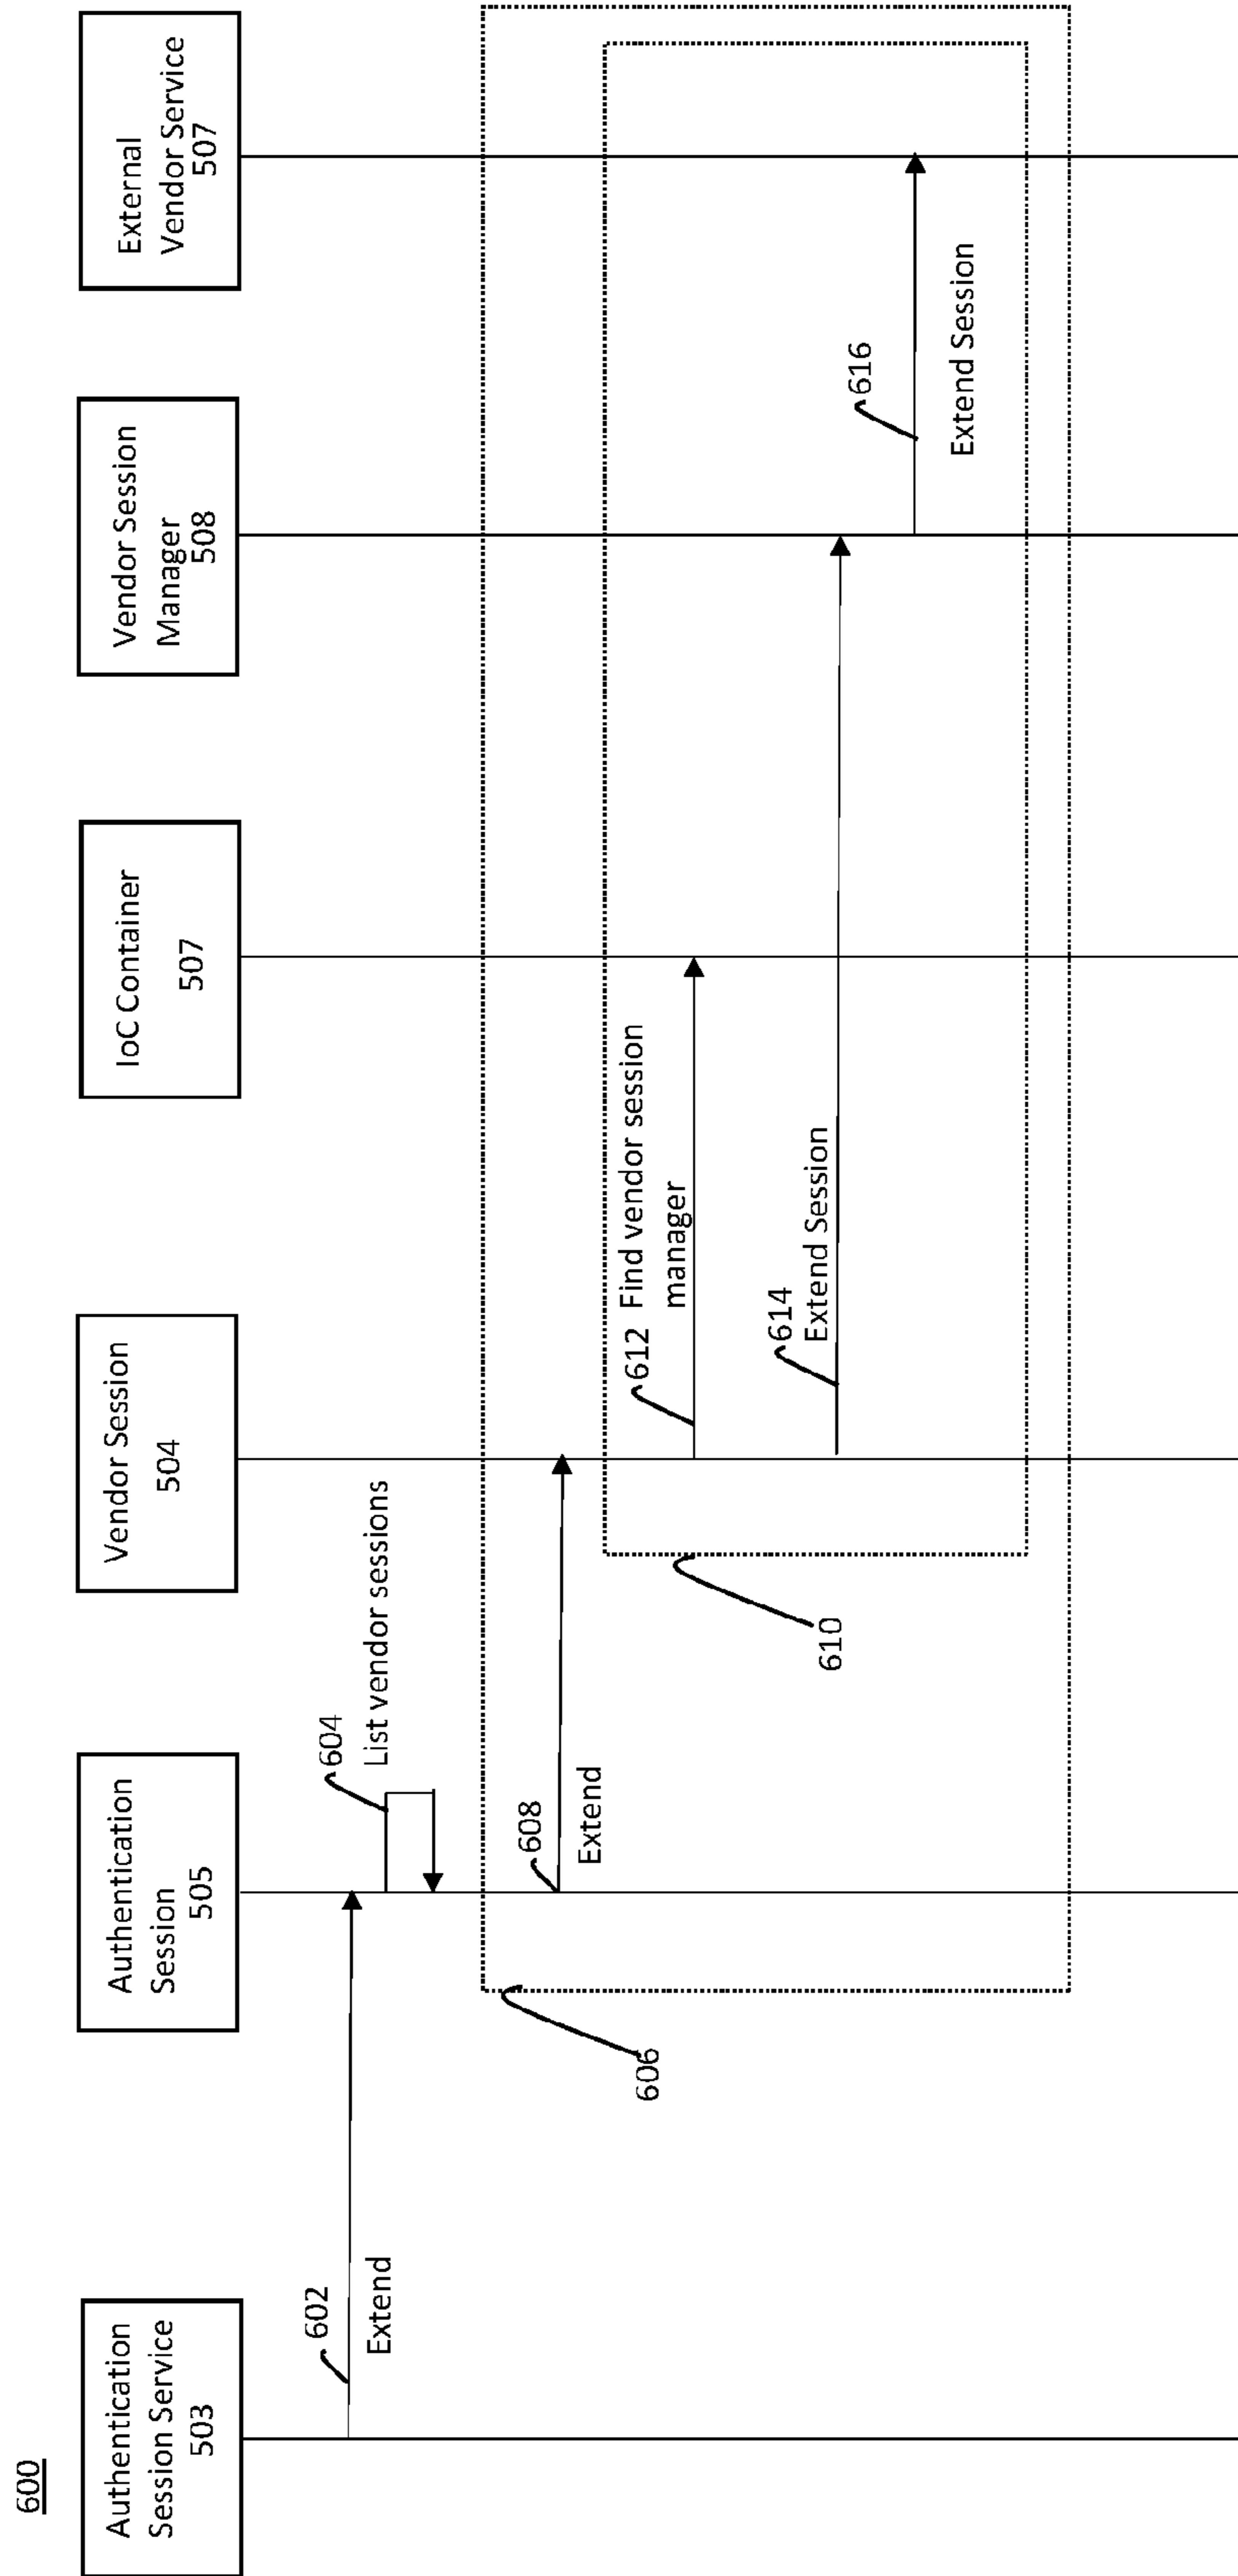 600
Authentication
Session Service
503
Authentication
Session
505
Vendor Session
504
IoC Container
507
Vendor Session
Manager
508
External
Vendor Service
507
602
Extend
604
List vendor sessions
606
608
Extend
610
612 Find vendor session
manager
614
Extend Session
616
Extend Session